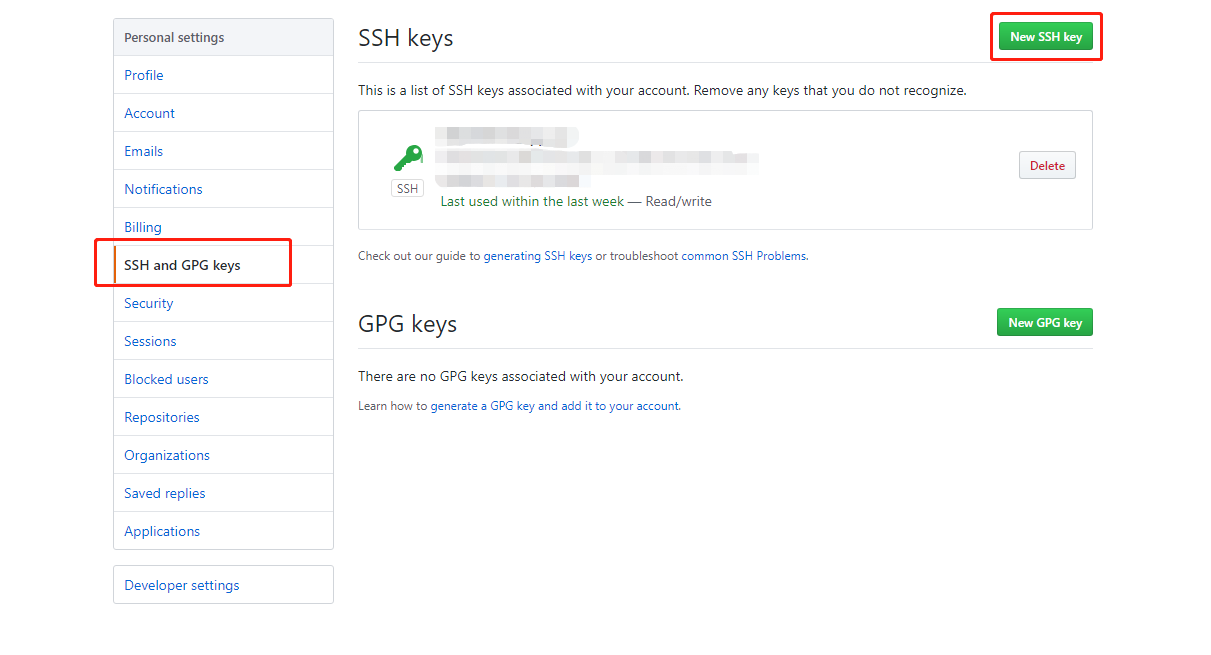 Personal settings
Profile
Account
Emails
Notifications
Billing
SSH and GPG keys
Security
Sessions
Blocked users
Repositories
Organizations
Saved replies
Applications
Developer settings
SSH keys
New SSH key
This is a list of SSH keys associated with your account. Remove any keys that you do not recognize.
SSH
Last used within the last week — Read/write
Delete
Check out our guide to generating SSH keys or troubleshoot common SSH Problems.
GPG keys
New GPG key
There are no GPG keys associated with your account.
Learn how to generate a GPG key and add it to your account.